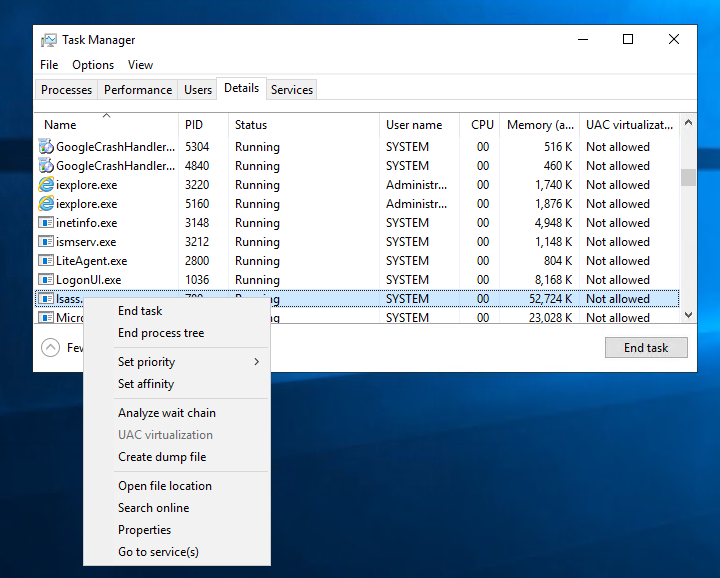 Task Manager
File Options View
Processes Performance Users Details Services
Name PID Status User name CPU Memory (a... UAC virtualizat...
GoogleCrashHandler... 5304 Running SYSTEM 00 516 K Not allowed
GoogleCrashHandler... 4840 Running SYSTEM 00 460 K Not allowed
iexplore.exe 3220 Running Administr... 00 1,740 K Not allowed
iexplore.exe 5160 Running Administr... 00 1,876 K Not allowed
inetinfo.exe 3148 Running SYSTEM 00 4,948 K Not allowed
ismserv.exe 3212 Running SYSTEM 00 1,148 K Not allowed
LiteAgent.exe 2800 Running SYSTEM 00 804 K Not allowed
LogonUI.exe 1036 Running SYSTEM 00 8,168 K Not allowed
lsass. Running SYSTEM 00 52,724 K Not allowed
Micro SYSTEM 00 23,028 K Not allowed
Few End task
End task
End process tree
Set priority
Set affinity
Analyze wait chain
UAC virtualization
Create dump file
Open file location
Search online
Properties
Go to service(s)